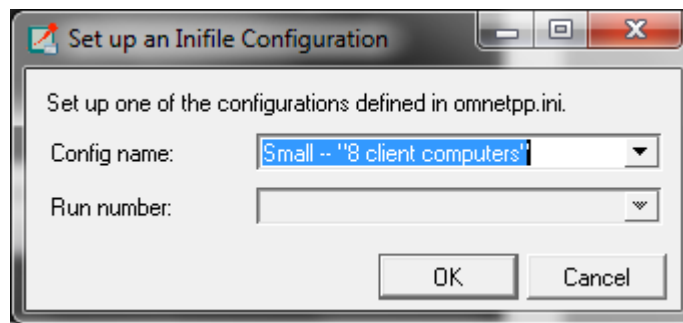 Set up an Inifile Configuration
Set up one of the configurations defined in omnetpp.ini.
Config name: Small -- "8 client computers"
Run number:
OK Cancel